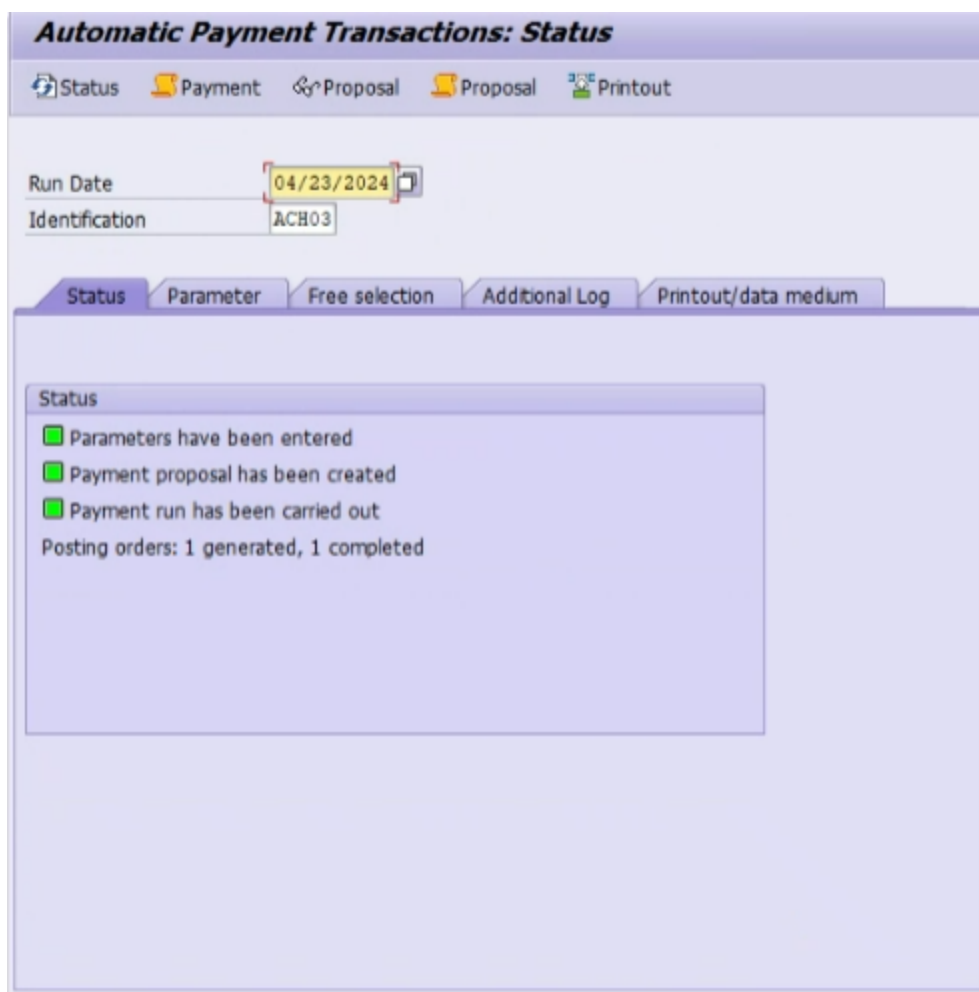 Automatic Payment Transactions: Status
Status Payment Proposal Proposal Printout
Run Date 04/23/2024
Identification ACH03
Status Parameter Free selection Additional Log Printout/data medium
Status
Parameters have been entered
Payment proposal has been created
Payment run has been carried out
Posting orders: 1 generated, 1 completed